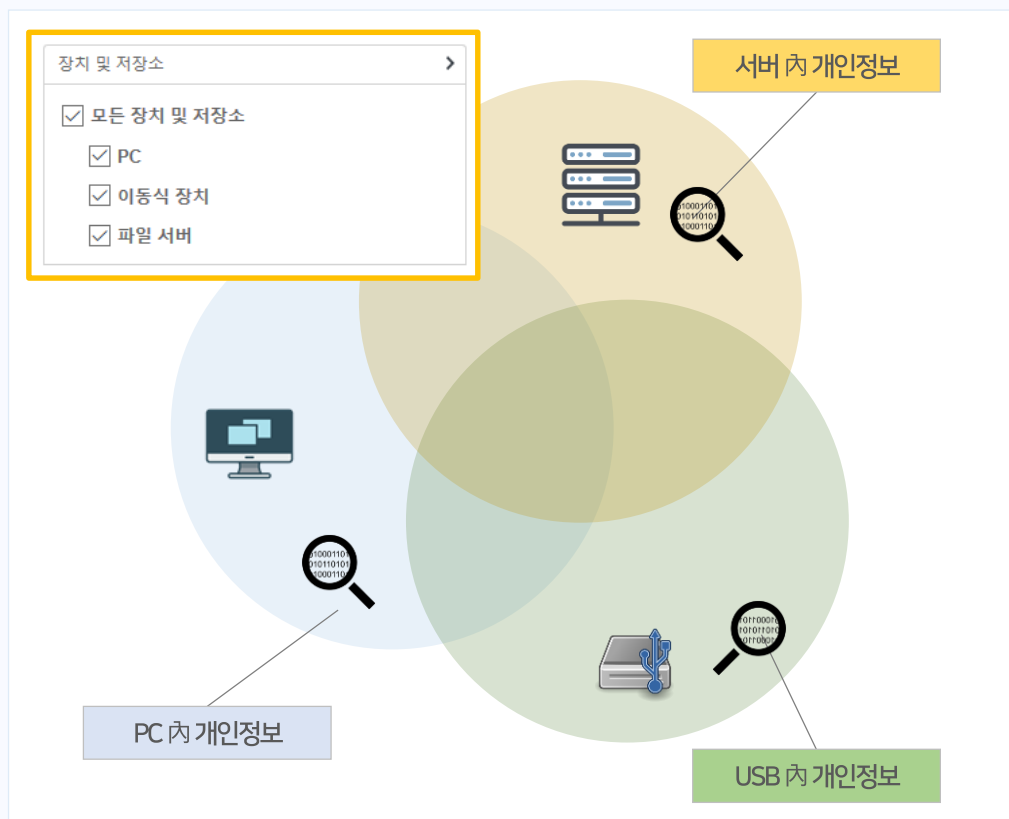 장치 및 저장소
모든 장치 및 저장소
PC
이동식 장치
파일 서버
서버 內 개인정보
PC 內 개인정보
USB 內 개인정보